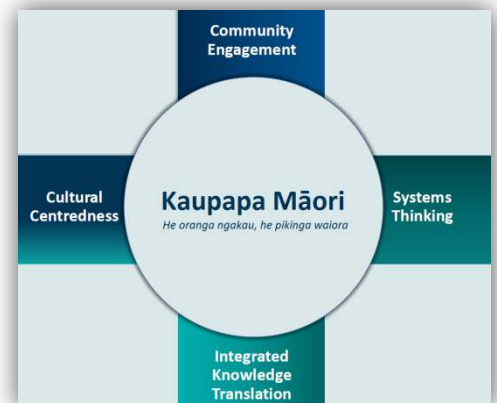 Community
Engagement
Cultural
Centredness
Kaupapa Māori
He oranga ngakau, he pikinga waiora
Systems
Thinking
Integrated
Knowledge
Translation